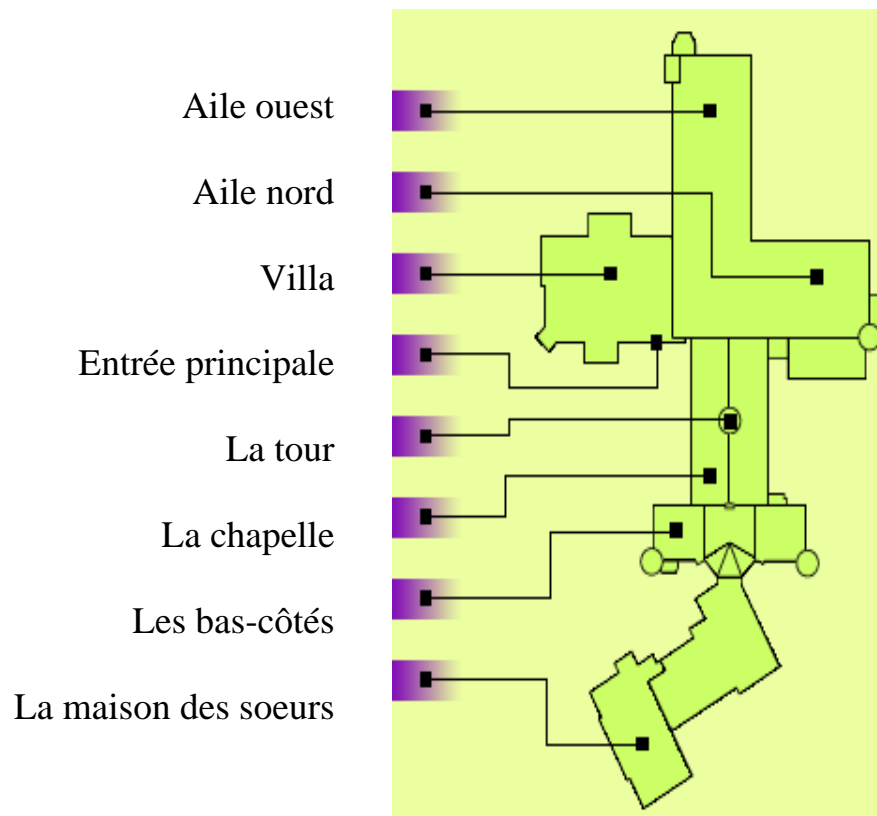 Aile ouest
Aile nord
Villa
Entrée principale
La tour
La chapelle
Les bas-côtés
La maison des soeurs